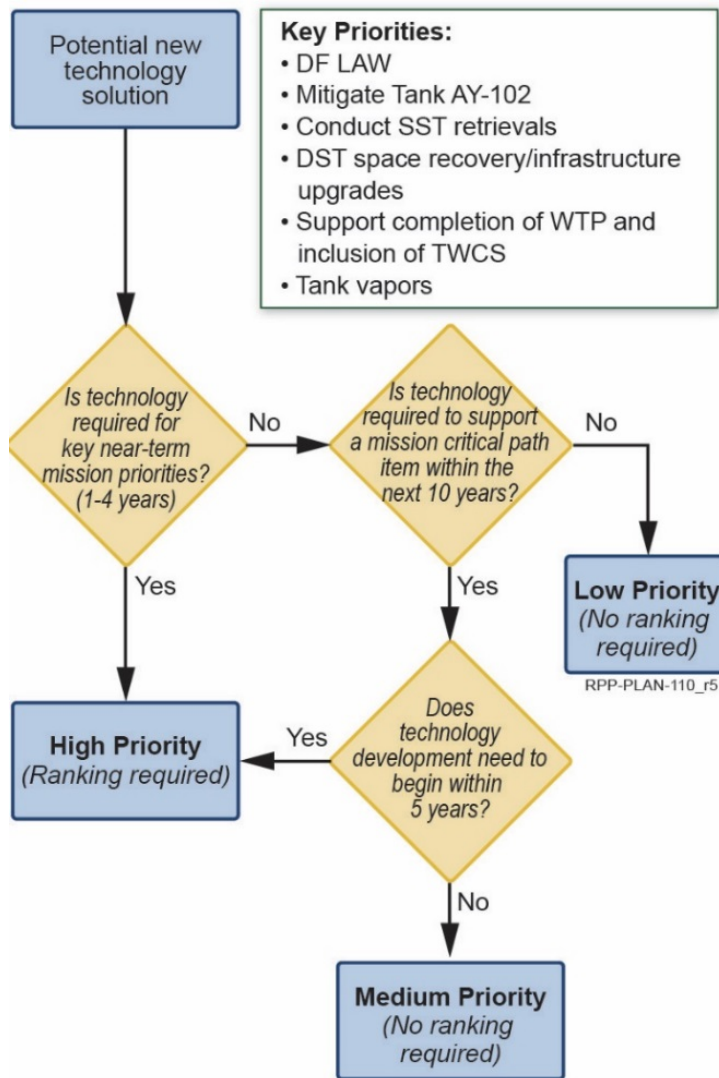 Potential new
technology
solution
Key Priorities:
• DF LAW
• Mitigate Tank AY-102
• Conduct SST retrievals
• DST space recovery/infrastructure
upgrades
• Support completion of WTP and
inclusion of TWCS
• Tank vapors
Is technology
required for
key near-term
mission priorities?
(1-4 years)
No
Is technology
required to support
a mission critical path
item within the
next 10 years?
No
Yes
Yes
Low Priority
(No ranking
required)
RPP-PLAN-110_r5
High Priority
(Ranking required)
Yes
Does
technology
development need to
begin within
5 years?
No
Medium Priority
(No ranking
required)